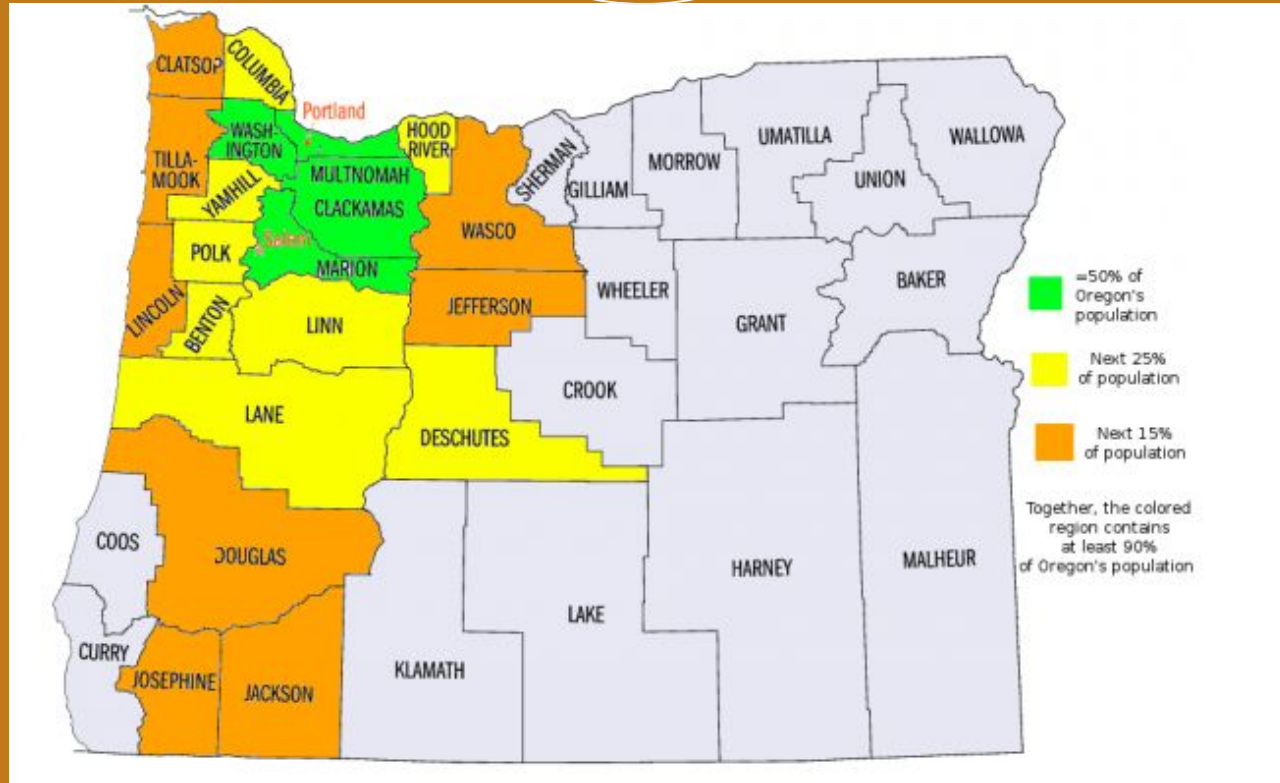 CLATSOP
COLUMBIA
Portland
WASH-
INGTON
HOOD
RIVER
TILLA-
MOOK
MULTNOMAH
YAMHILL
CLACKAMAS
WASCO
SHERMAN
GILLIAM
MORROW
UMATILLA
UNION
WALLOWA
POLK
Salem
MARION
LINCOLN
BENTON
LINN
JEFFERSON
WHEELER
GRANT
BAKER
CROOK
LANE
DESCHUTES
COOS
DOUGLAS
CURRY
JOSEPHINE
JACKSON
KLAMATH
LAKE
HARNEY
MALHEUR
=50% of
Oregon's
population
Next 25%
of population
Next 15%
of population
Together, the colored
region contains
at least 90%
of Oregon's population